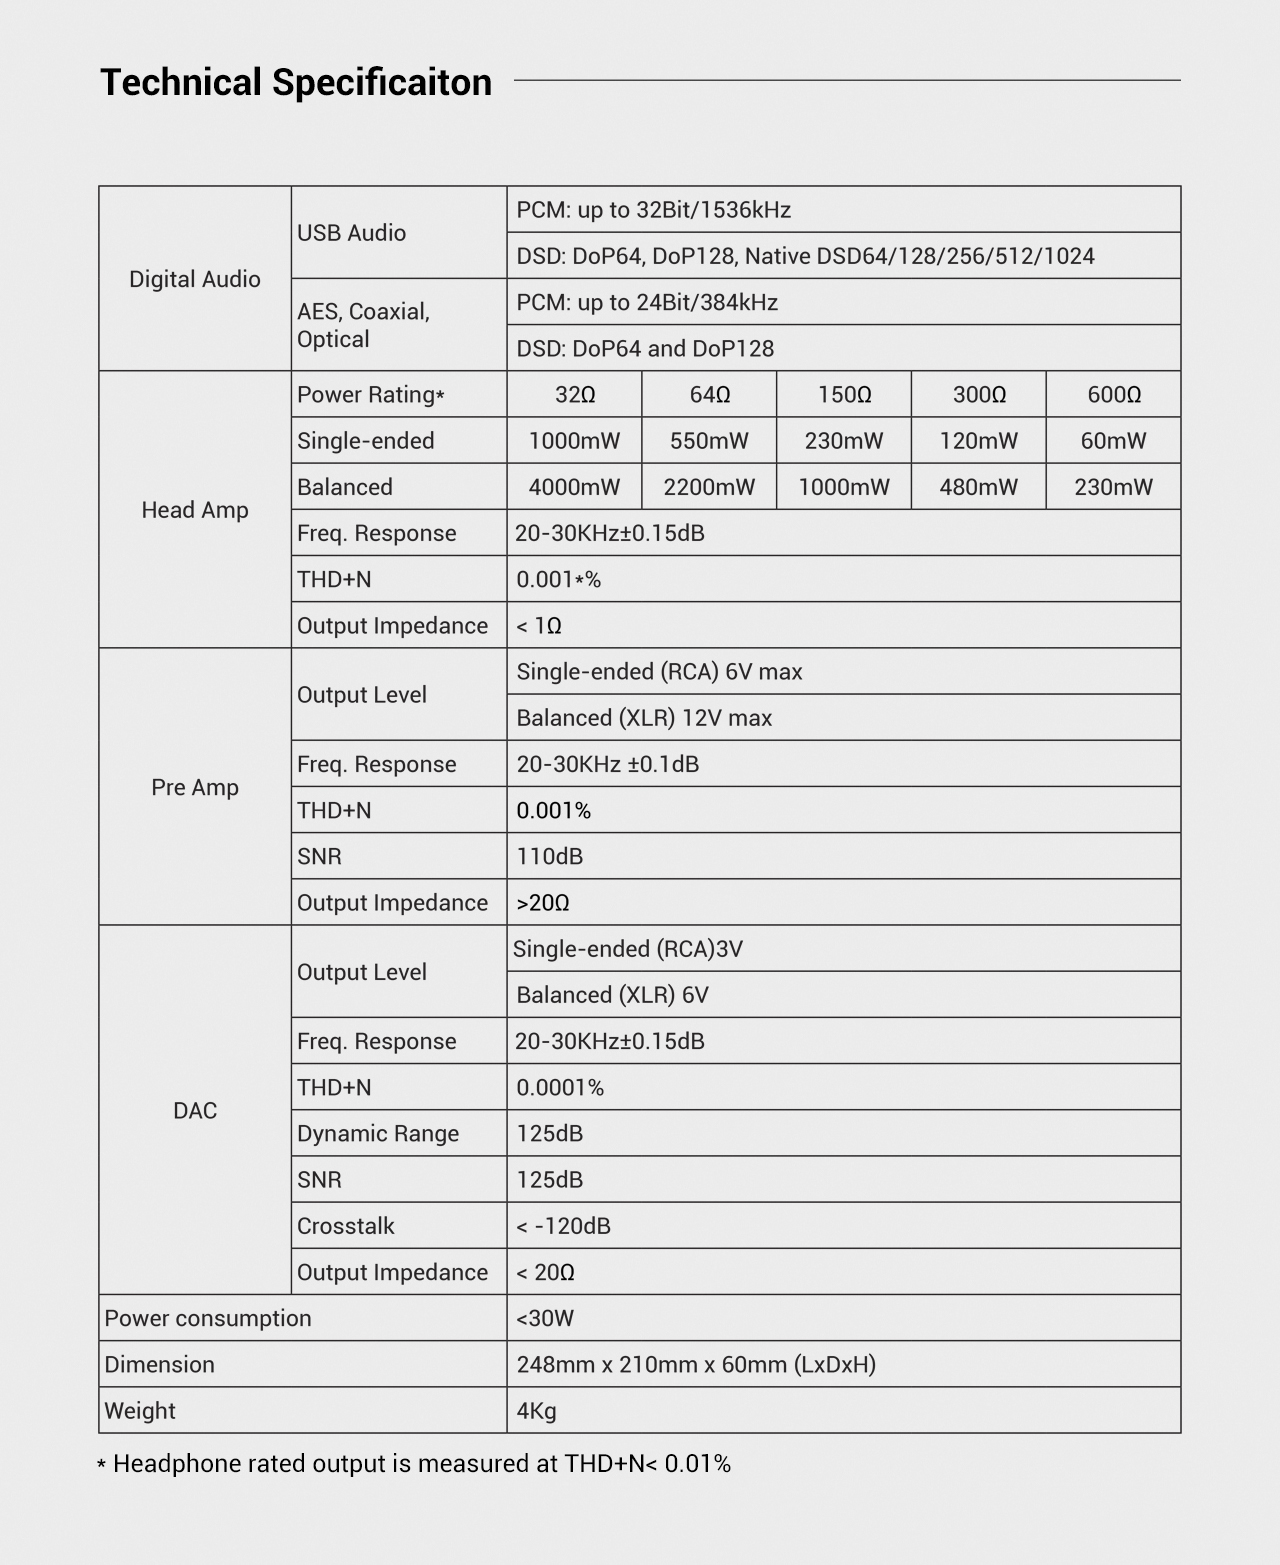 Technical Specificaiton
Digital Audio
USB Audio
PCM: up to 32Bit/1536kHz
DSD: DoP64, DoP128, Native DSD64/128/256/512/1024
AES, Coaxial,
Optical
PCM: up to 24Bit/384kHz
DSD: DoP64 and DoP128
Head Amp
Power Rating* 32Ω 64Ω 150Ω 300Ω 600Ω
Single-ended 1000mW 550mW 230mW 120mW 60mW
Balanced 4000mW 2200mW 1000mW 480mW 230mW
Freq. Response 20-30KHz±0.15dB
THD+N 0.001*%
Output Impedance < 1Ω
Pre Amp
Output Level
Single-ended (RCA) 6V max
Balanced (XLR) 12V max
Freq. Response 20-30KHz ±0.1dB
THD+N 0.001%
SNR 110dB
Output Impedance >20Ω
DAC
Output Level
Single-ended (RCA)3V
Balanced (XLR) 6V
Freq. Response 20-30KHz±0.15dB
THD+N 0.0001%
Dynamic Range 125dB
SNR 125dB
Crosstalk < -120dB
Output Impedance < 20Ω
Power consumption <30W
Dimension 248mm x 210mm x 60mm (LxDxH)
Weight 4Kg
* Headphone rated output is measured at THD+N< 0.01%